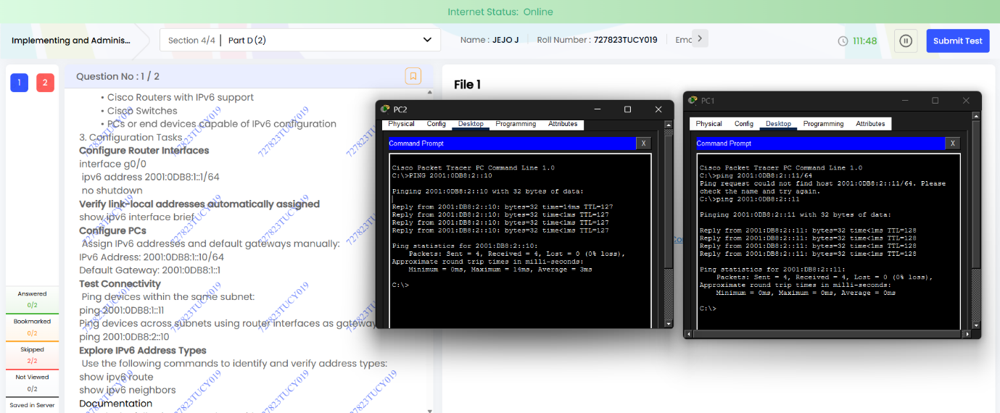 Internet Status: Online
Implementing and Adminis...
Section 4/4 | Part D (2)
Name : JEJO J
Roll Number : 727823TUCY019
Ema
111:48
Submit Test
1
2
Question No : 1 / 2
• Cisco Routers with IPv6 support
• Cisco Switches
• PCs or end devices capable of IPv6 configuration
3. Configuration Tasks
Configure Router Interfaces
interface g0/0
ipv6 address 2001:0DB8:1::1/64
no shutdown
Verify link-local addresses automatically assigned
show ipv6 interface brief
Configure PCs
Assign IPv6 addresses and default gateways manually:
IPv6 Address: 2001:0DB8:1::10/64
Default Gateway: 2001:0DB8:1::1
Test Connectivity
Ping devices within the same subnet:
ping 2001:0DB8:1::11
Ping devices across subnets using router interfaces as gateway
ping 2001:0DB8:2::10
Explore IPv6 Address Types
Use the following commands to identify and verify address types:
show ipv6 route
show ipv6 neighbors
Documentation
727823TUCY019
727823TUCY019
727823TUCY019
727823TUCY019
727823TUCY019
727823TUCY019
727823TUCY019
727823TUCY019
727823TUCY019
727823TUCY019
727823TUCY019
727823TUCY019
Answered
0/2
Bookmarked
0/2
Skipped
2/2
Not Viewed
0/2
Saved in Server
File 1
Co
PC2
Physical Config Desktop Programming Attributes
Command Prompt
X
Cisco Packet Tracer PC Command Line 1.0
C:\>PING 2001:0DB8:2::10
Pinging 2001:0DB8:2::10 with 32 bytes of data:
Reply from 2001:DB8:2::10: bytes=32 time=14ms TTL=127
Reply from 2001:DB8:2::10: bytes=32 time<1ms TTL=127
Reply from 2001:DB8:2::10: bytes=32 time<1ms TTL=127
Reply from 2001:DB8:2::10: bytes=32 time<1ms TTL=127
Ping statistics for 2001:0DB8:2::10:
Packets: Sent = 4, Received = 4, Lost = 0 (0% loss),
Approximate round trip times in milli-seconds:
Minimum = 0ms, Maximum = 14ms, Average = 3ms
C:\>
PC1
Physical Config Desktop Programming Attributes
Command Prompt
X
Cisco Packet Tracer PC Command Line 1.0
C:\>ping 2001:0DB8:2::11/64
Ping request could not find host 2001:0DB8:2::11/64. Please
check the name and try again.
C:\>ping 2001:0DB8:2::11
Pinging 2001:0DB8:2::11 with 32 bytes of data:
Reply from 2001:DB8:2::11: bytes=32 time<1ms TTL=128
Reply from 2001:DB8:2::11: bytes=32 time<1ms TTL=128
Reply from 2001:DB8:2::11: bytes=32 time<1ms TTL=128
Reply from 2001:DB8:2::11: bytes=32 time<1ms TTL=128
Ping statistics for 2001:0DB8:2::11:
Packets: Sent = 4, Received = 4, Lost = 0 (0% loss),
Approximate round trip times in milli-seconds:
Minimum = 0ms, Maximum = 0ms, Average = 0ms
C:\>